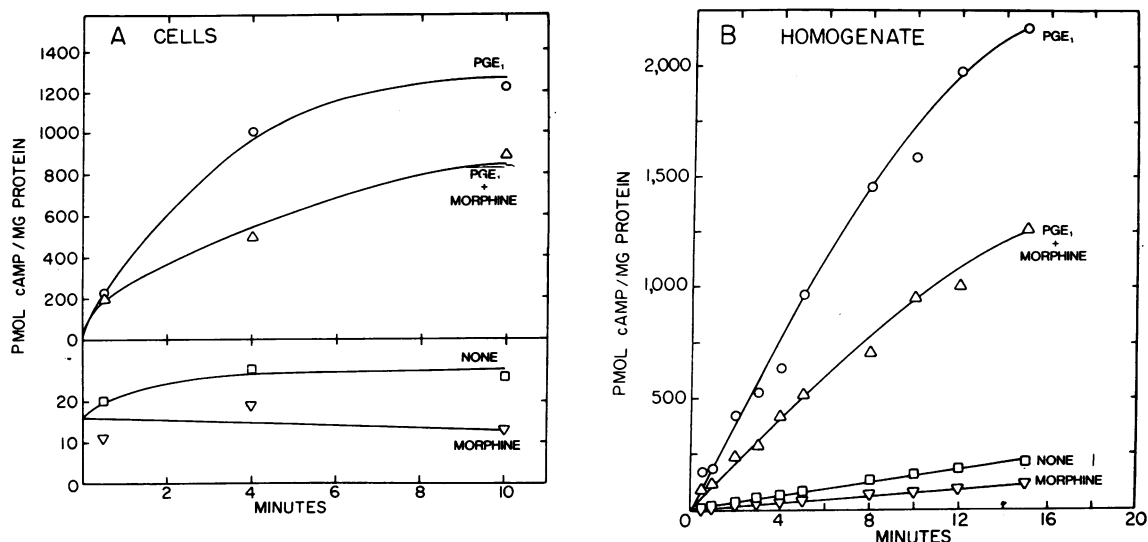 A CELLS
PMOL cAMP/MG PROTEIN
1400
1200
1000
800
600
400
200
0
PGE₁
PGE₁
+
MORPHINE
20
10
0
NONE
MORPHINE
2
4
6
8
10
MINUTES
B HOMOGENATE
PMOL cAMP/MG PROTEIN
2,000
1,500
1,000
500
PGE₁
PGE₁
+
MORPHINE
NONE
MORPHINE
0
4
8
12
16
20
MINUTES